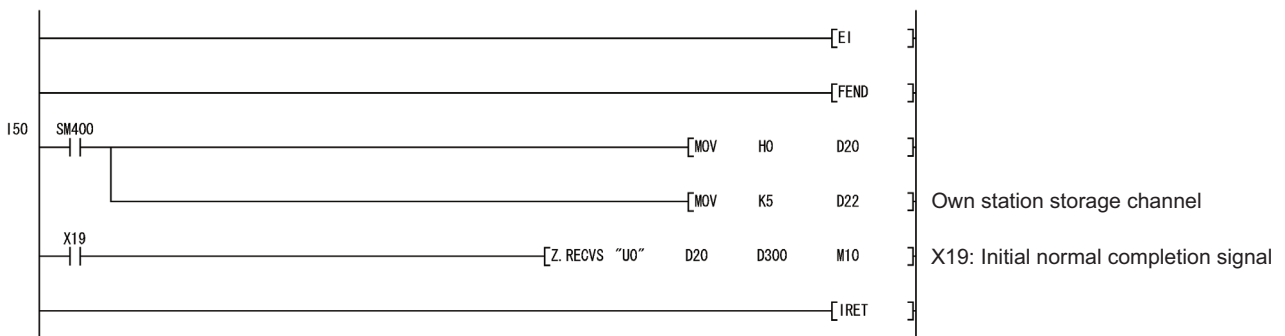 [EI ]
[FEND ]
I50 SM400 [MOV H0 D20 ]
[MOV K5 D22 ] Own station storage channel
X19 [Z.RECVS "U0" D20 D300 M10 ] X19: Initial normal completion signal
[IRET ]